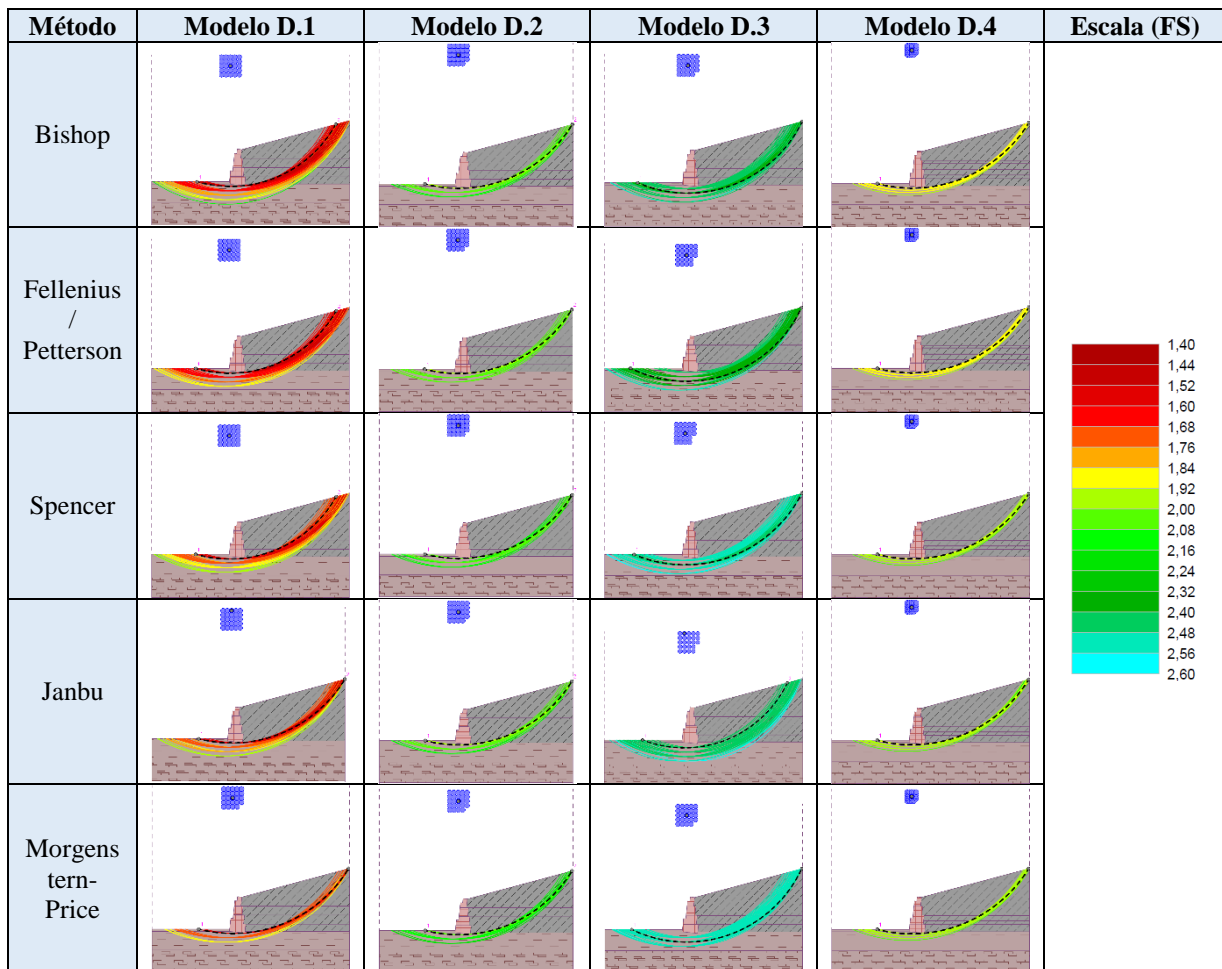 Método Modelo D.1 Modelo D.2 Modelo D.3 Modelo D.4 Escala (FS)
Bishop
Fellenius
/
Petterson
Spencer
Janbu
Morgens
tern-
Price
1,40
1,44
1,52
1,60
1,68
1,76
1,84
1,92
2,00
2,08
2,16
2,24
2,32
2,40
2,48
2,56
2,60